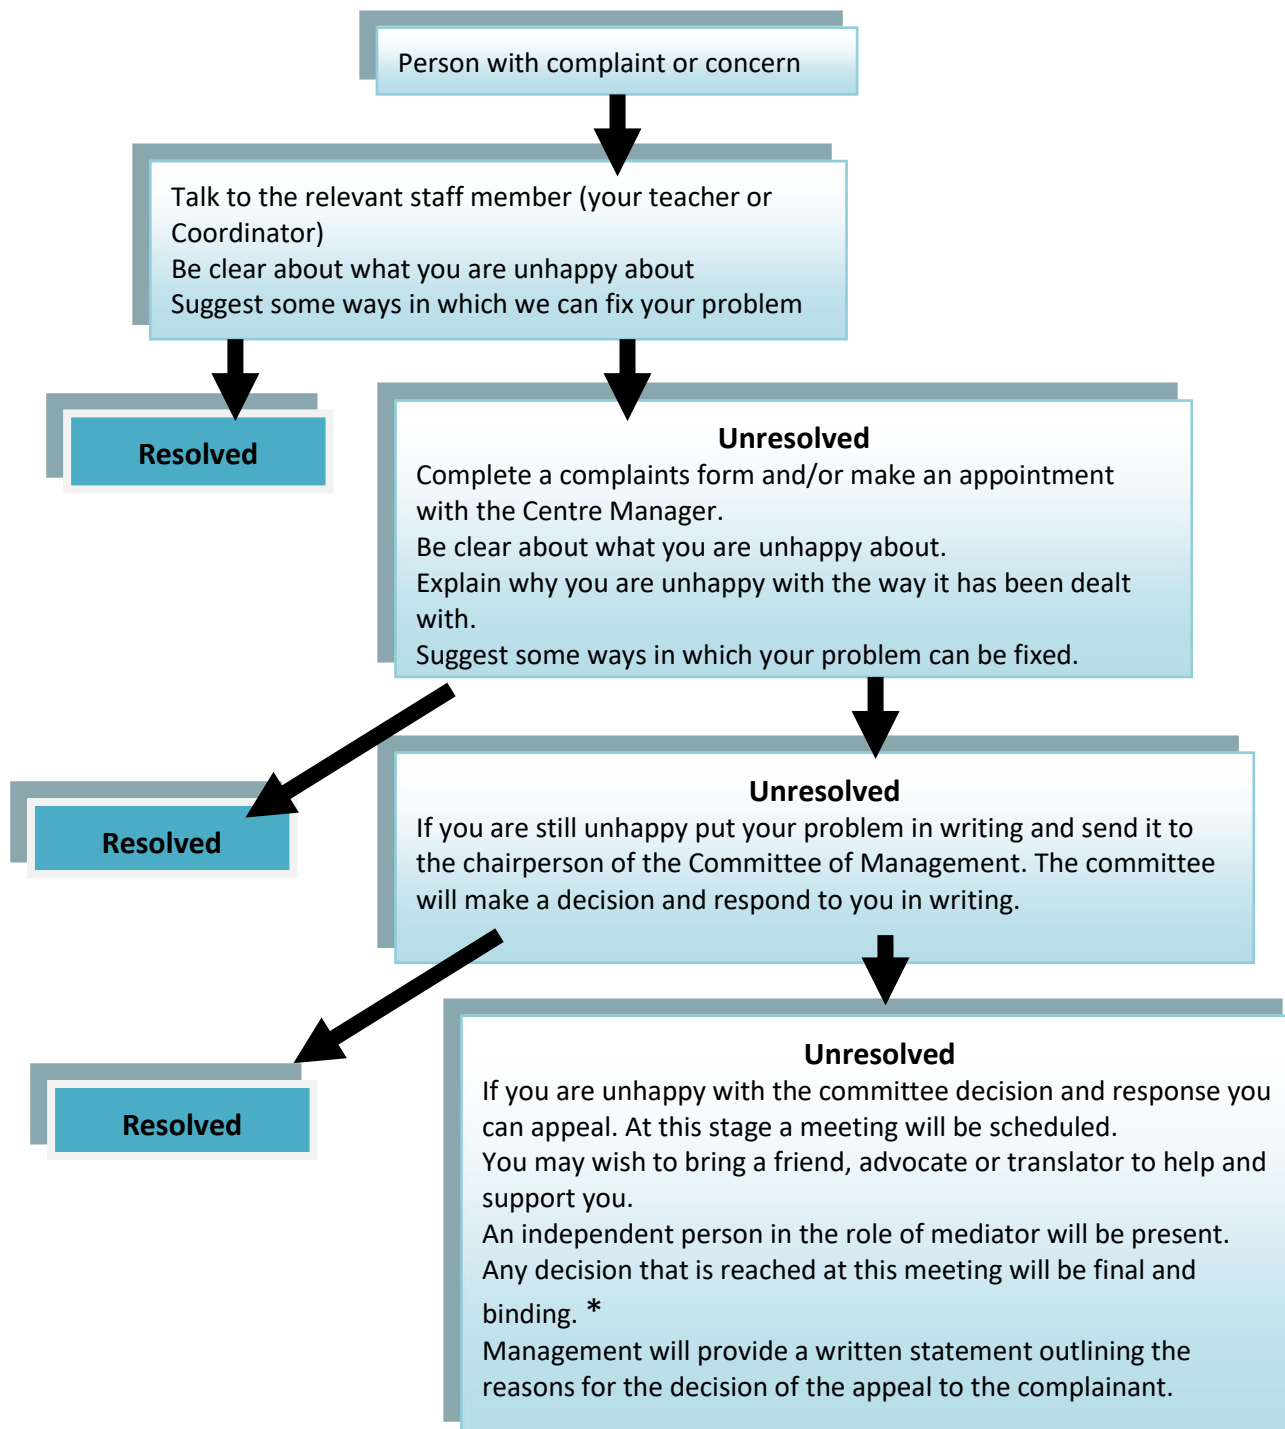 Person with complaint or concern
Talk to the relevant staff member (your teacher or
Coordinator)
Be clear about what you are unhappy about
Suggest some ways in which we can fix your problem
Resolved
Unresolved
Complete a complaints form and/or make an appointment
with the Centre Manager.
Be clear about what you are unhappy about.
Explain why you are unhappy with the way it has been dealt
with.
Suggest some ways in which your problem can be fixed.
Resolved
Unresolved
If you are still unhappy put your problem in writing and send it to
the chairperson of the Committee of Management. The committee
will make a decision and respond to you in writing.
Resolved
Unresolved
If you are unhappy with the committee decision and response you
can appeal. At this stage a meeting will be scheduled.
You may wish to bring a friend, advocate or translator to help and
support you.
An independent person in the role of mediator will be present.
Any decision that is reached at this meeting will be final and
binding. *
Management will provide a written statement outlining the
reasons for the decision of the appeal to the complainant.